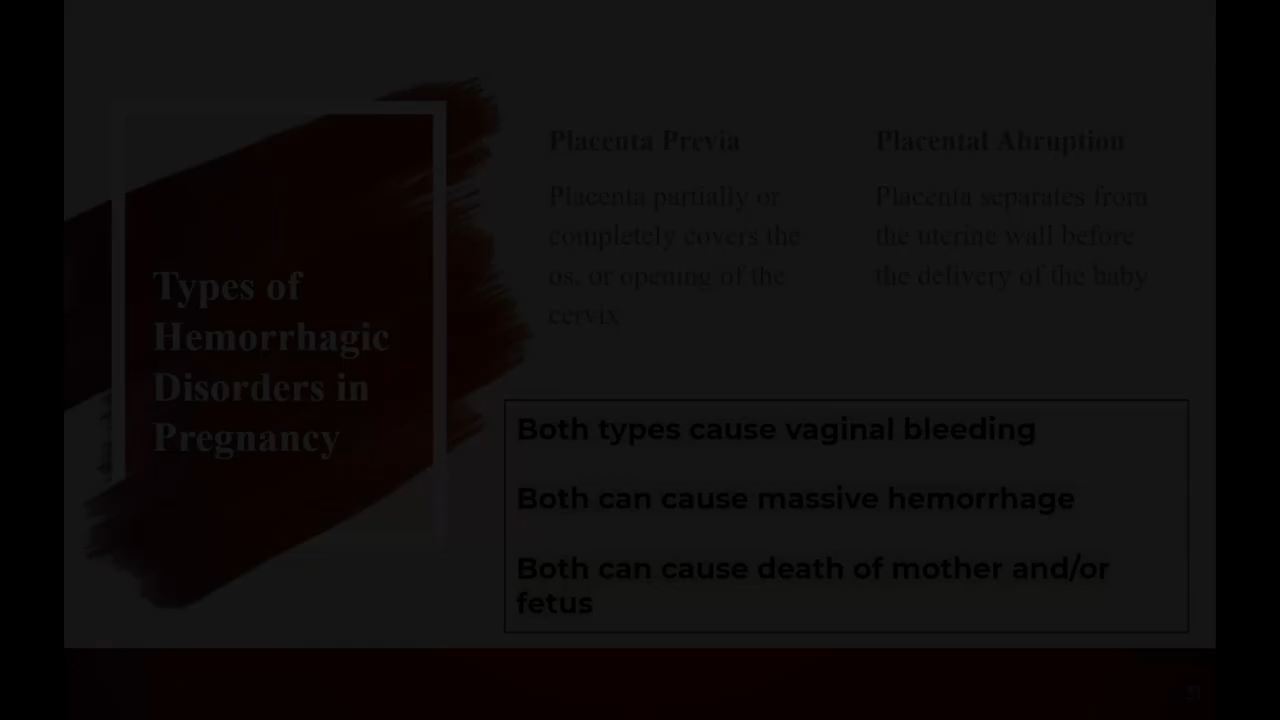 Types of
Hemorrhagic
Disorders in
Pregnancy
Placenta Previa
Placenta partially or
completely covers the
os, or opening of the
cervix
Placental Abruption
Placenta separates from
the uterine wall before
the delivery of the baby
Both types cause vaginal bleeding
Both can cause massive hemorrhage
Both can cause death of mother and/or
fetus